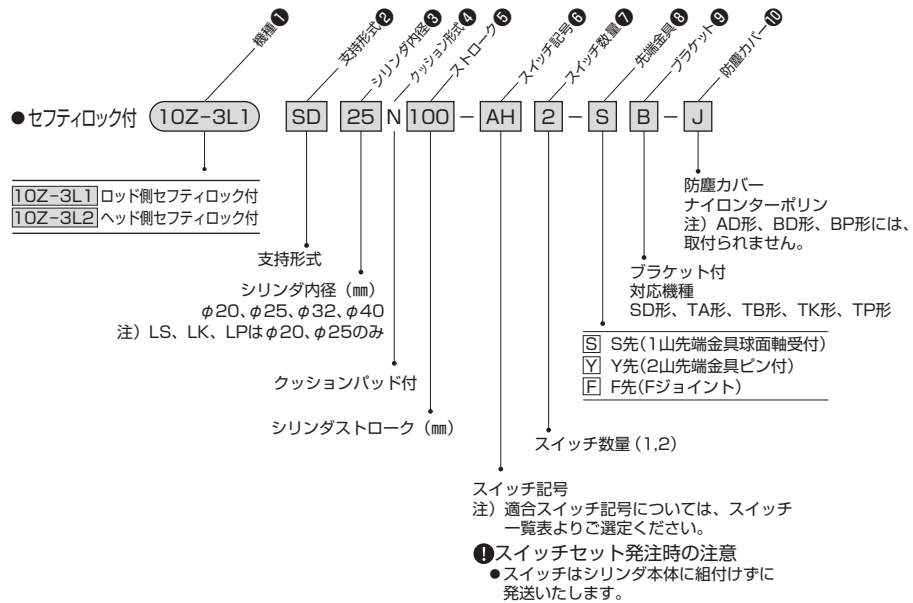 機種❶
支持形式❷
シリンダ内径❸
クッション形式❹
ストローク❺
スイッチ記号❻
スイッチ数量❼
先端金具❽
ブラケット❾
防塵カバー❿
●セフティロック付 10Z-3L1 SD 25 N 100 - AH 2 - S B - J
10Z-3L1 ロッド側セフティロック付
10Z-3L2 ヘッド側セフティロック付
防塵カバー
ナイロンターポリン
注）AD形、BD形、BP形には、
取付られません。
支持形式
ブラケット付
対応機種
SD形、TA形、TB形、TK形、TP形
シリンダ内径（㎜）
φ20、φ25、φ32、φ40
注）LS、LK、LPはφ20、φ25のみ
S S先(1山先端金具球面軸受付)
Y Y先(2山先端金具ピン付)
F F先(Fジョイント)
クッションパッド付
シリンダストローク（㎜）
スイッチ数量（1,2）
スイッチ記号
注）適合スイッチ記号については、スイッチ
一覧表よりご選定ください。
❗スイッチセット発注時の注意
●スイッチはシリンダ本体に組付けずに
発送いたします。